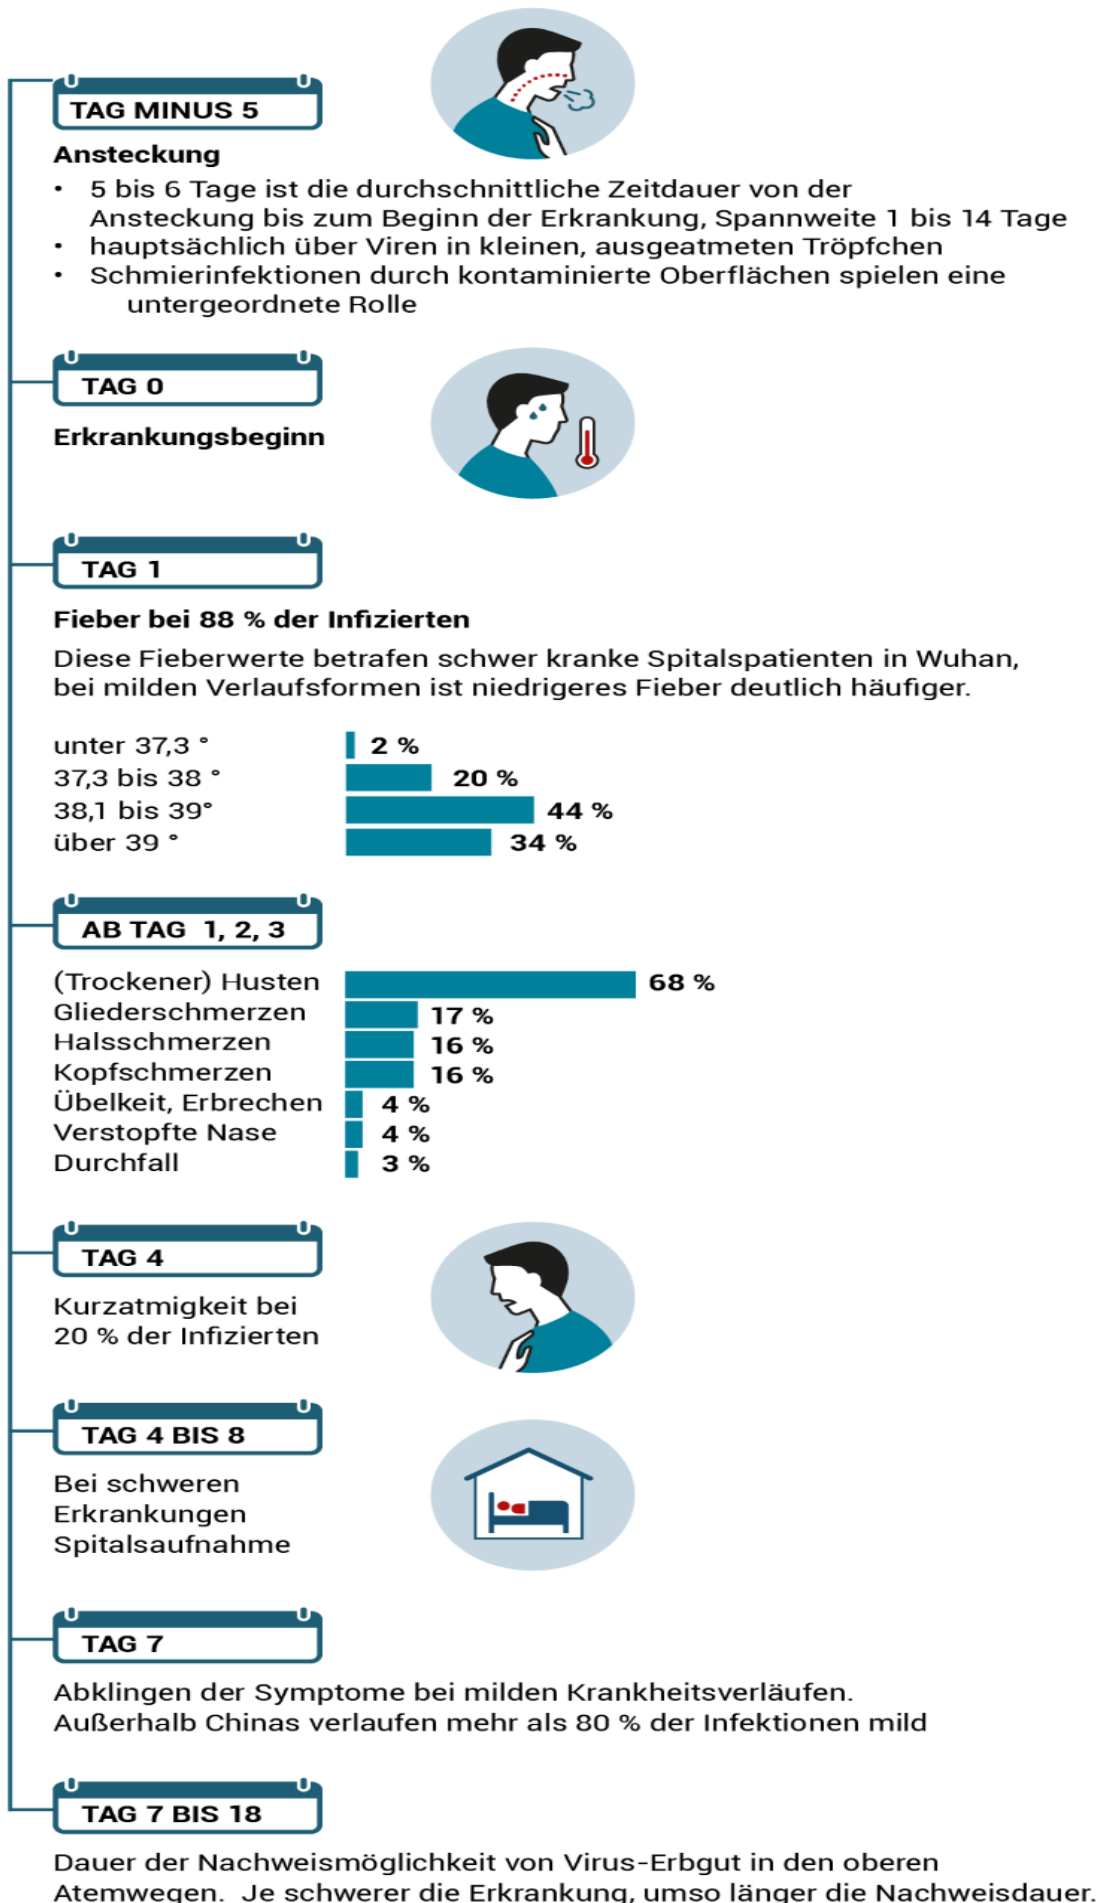 TAG MINUS 5
Ansteckung
• 5 bis 6 Tage ist die durchschnittliche Zeitdauer von der
Ansteckung bis zum Beginn der Erkrankung, Spannweite 1 bis 14 Tage
• hauptsächlich über Viren in kleinen, ausgeatmeten Tröpfchen
• Schmierinfektionen durch kontaminierte Oberflächen spielen eine
untergeordnete Rolle
TAG 0
Erkrankungsbeginn
TAG 1
Fieber bei 88 % der Infizierten
Diese Fieberwerte betrafen schwer kranke Spitalspatienten in Wuhan,
bei milden Verlaufsformen ist niedrigeres Fieber deutlich häufiger.
unter 37,3 ° 2 %
37,3 bis 38 ° 20 %
38,1 bis 39° 44 %
über 39 ° 34 %
AB TAG 1, 2, 3
(Trockener) Husten 68 %
Gliederschmerzen 17 %
Halsschmerzen 16 %
Kopfschmerzen 16 %
Übelkeit, Erbrechen 4 %
Verstopfte Nase 4 %
Durchfall 3 %
TAG 4
Kurzatmigkeit bei
20 % der Infizierten
TAG 4 BIS 8
Bei schweren
Erkrankungen
Spitalsaufnahme
TAG 7
Abklingen der Symptome bei milden Krankheitsverläufen.
Außerhalb Chinas verlaufen mehr als 80 % der Infektionen mild
TAG 7 BIS 18
Dauer der Nachweismöglichkeit von Virus-Erbgut in den oberen
Atemwegen. Je schwerer die Erkrankung, umso länger die Nachweisdauer.